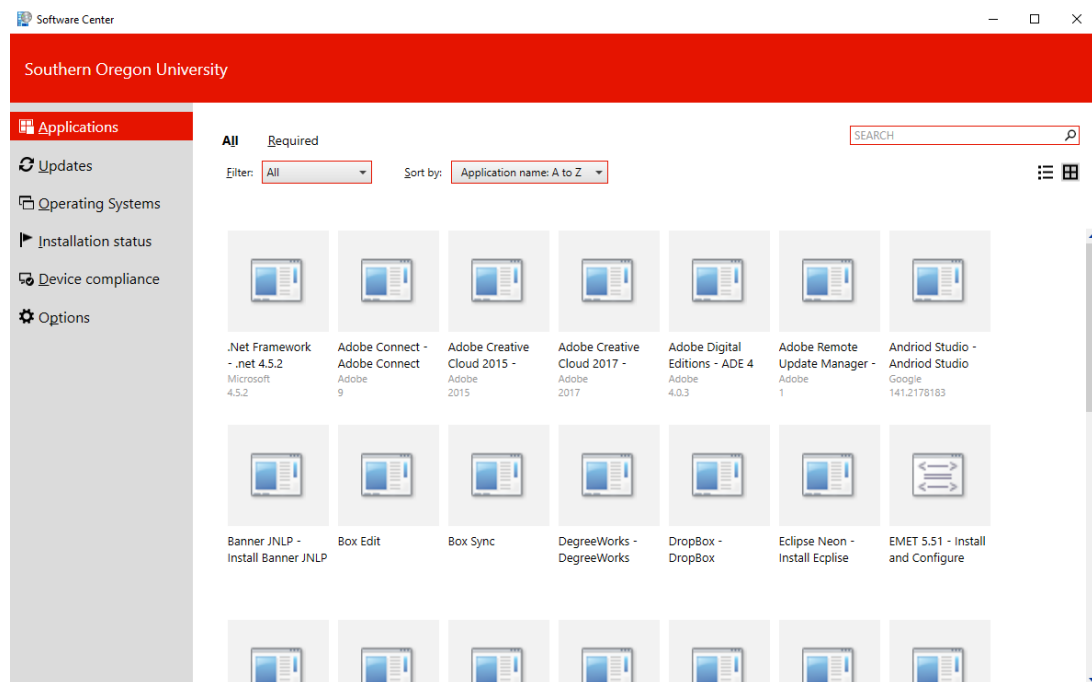 Software Center
Southern Oregon University
Applications
Updates
Operating Systems
Installation status
Device compliance
Options
All Required
SEARCH
Filter: All Sort by: Application name: A to Z
.Net Framework
- .net 4.5.2
Microsoft
4.5.2
Adobe Connect -
Adobe Connect
Adobe
9
Adobe Creative
Cloud 2015 -
Adobe
2015
Adobe Creative
Cloud 2017 -
Adobe
2017
Adobe Digital
Editions - ADE 4
Adobe
4.0.3
Adobe Remote
Update Manager -
Adobe
1
Andriod Studio -
Andriod Studio
Google
141.2178183
Banner JNLP -
Install Banner JNLP
Box Edit
Box Sync
DegreeWorks -
DegreeWorks
DropBox -
DropBox
Eclipse Neon -
Install Ecplise
EMET 5.51 - Install
and Configure